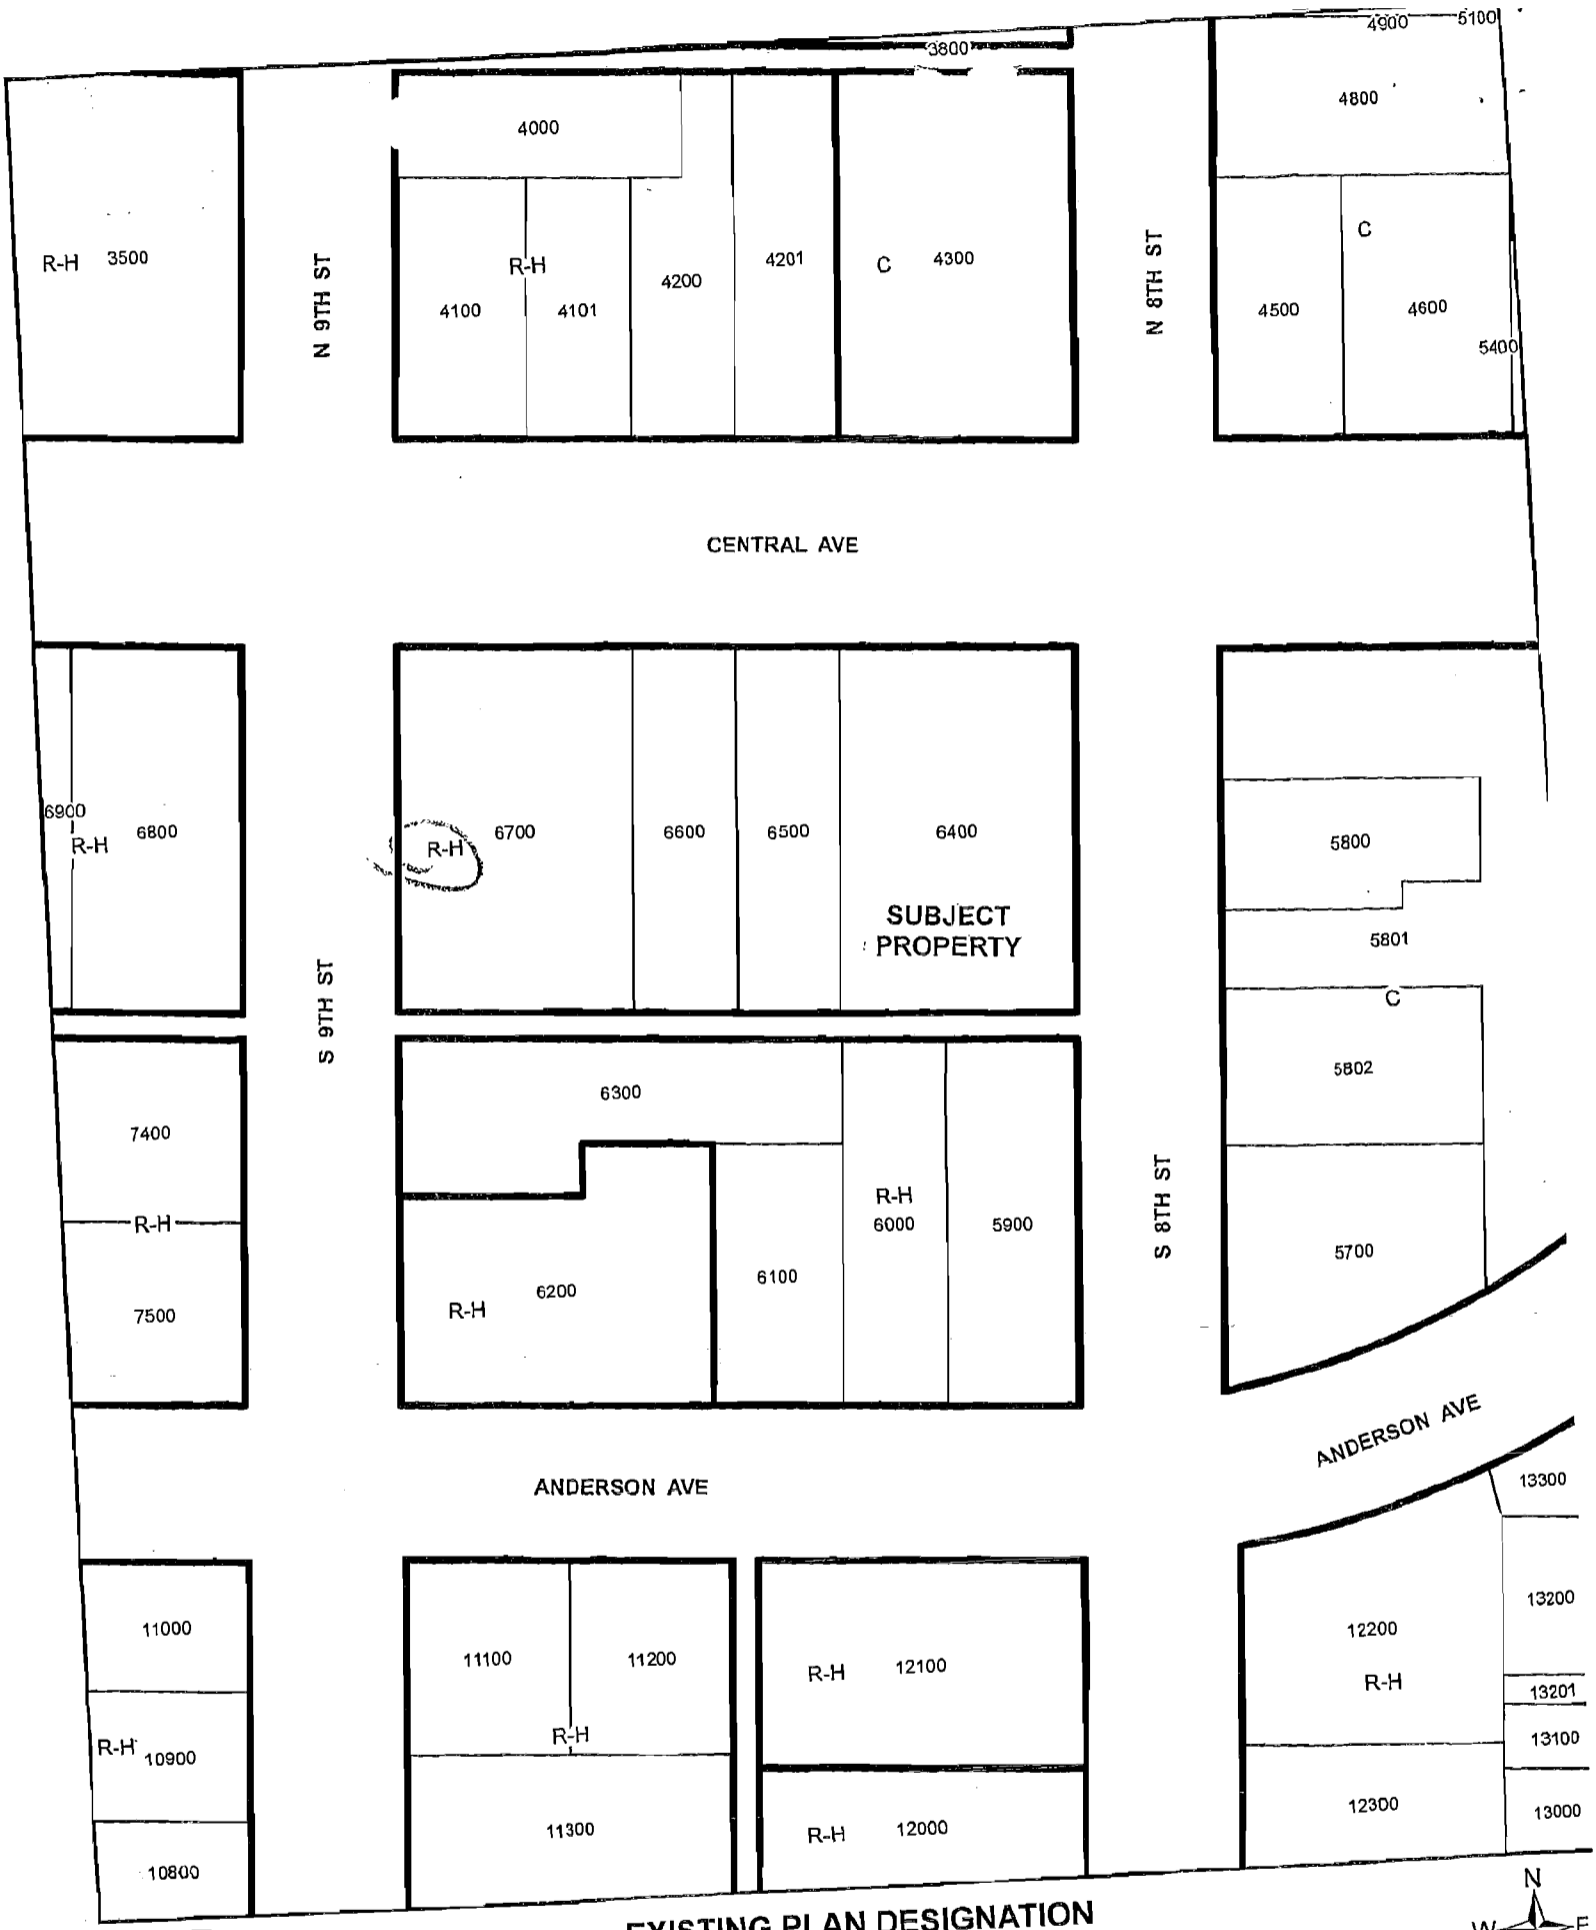 4900 5100
3800
4800
4000
R-H 3500
N 9TH ST
R-H
4100
4101
4200
4201
C 4300
N 8TH ST
C
4500
4600
5400
CENTRAL AVE
6900
R-H
6800
R-H
6700
6600
6500
6400
SUBJECT
PROPERTY
5800
5801
C
5802
5700
S 9TH ST
7400
R-H
7500
6300
R-H
6200
6100
R-H
6000
5900
S 8TH ST
ANDERSON AVE
ANDERSON AVE
13300
11000
R-H
10900
10800
11100
11200
R-H
11300
R-H 12100
R-H 12000
12200
R-H
12300
13200
13201
13100
13000
EXISTING PLAN DESIGNATION
N
W E